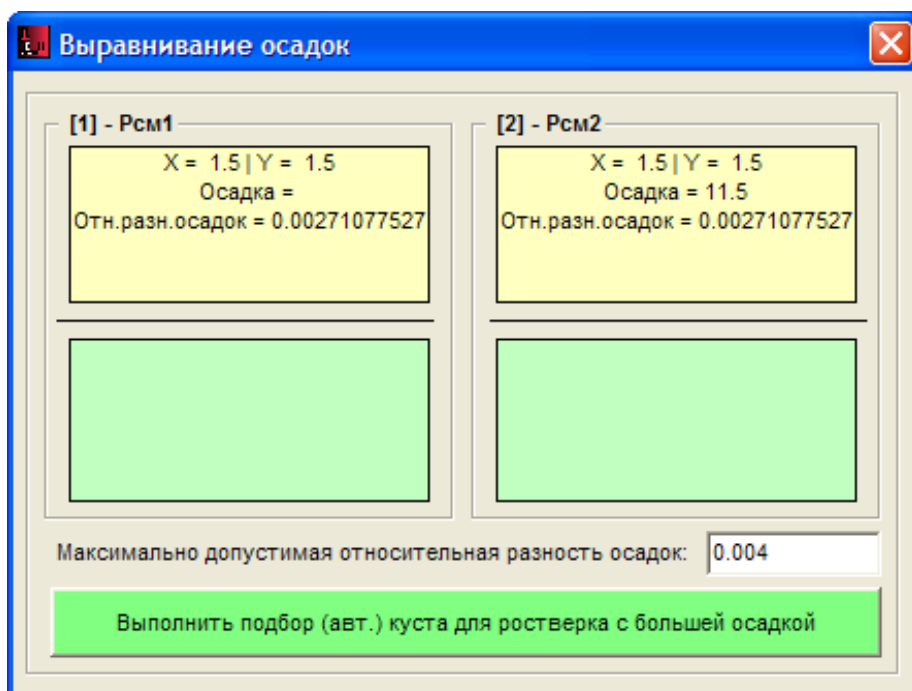 Выравнивание осадок
[1] - Рсм1
X = 1.5 | Y = 1.5
Осадка =
Отн.разн.осадок = 0.00271077527
[2] - Рсм2
X = 1.5 | Y = 1.5
Осадка = 11.5
Отн.разн.осадок = 0.00271077527
Максимально допустимая относительная разность осадок: 0.004
Выполнить подбор (авт.) куста для ростверка с большей осадкой